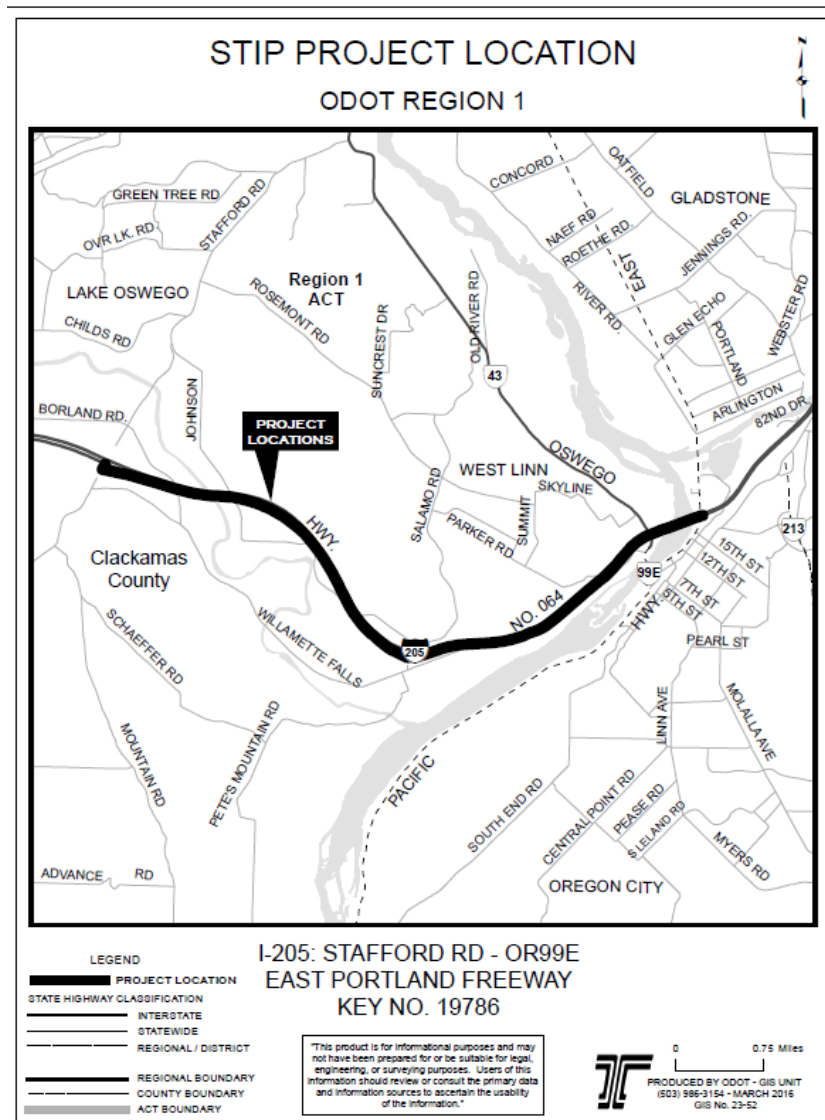 STIP PROJECT LOCATION
ODOT REGION 1
N
CONCORD
OATFIELD
GLADSTONE
GREEN TREE RD
STAFFORD RD
NAEF RD
ROETHE RD.
JENNINGS RD.
OVR LK. RD
EAST
Region 1
ACT
LAKE OSWEGO
ROSEMONT RD
OLD RIVER RD
RIVER RD.
GLEN ECHO
WEBSTER RD
PORTLAND
CHILDS RD
SUNCREST DR
43
JOHNSON
BORLAND RD.
ARLINGTON
82ND DR
PROJECT
LOCATIONS
OSWEGO
WEST LINN
SKYLINE
SALAMO RD
SUMMIT
PARKER RD
HWY.
213
15TH ST
12TH ST
99E
7TH ST
5TH ST
Clackamas
County
NO. 064
HWY.
WILLAMETTE FALLS
205
PEARL ST
SCHAEFFER RD
LINN AVE
MOLALLA AVE
MOUNTAIN RD
PETE'S MOUNTAIN RD
PACIFIC
SOUTH END RD
CENTRAL POINT RD
PEASE RD
S LELAND RD
MYERS RD
ADVANCE RD
OREGON CITY
LEGEND
PROJECT LOCATION
STATE HIGHWAY CLASSIFICATION
INTERSTATE
STATEWIDE
REGIONAL / DISTRICT
REGIONAL BOUNDARY
COUNTY BOUNDARY
ACT BOUNDARY
I-205: STAFFORD RD - OR99E
EAST PORTLAND FREEWAY
KEY NO. 19786
"This product is for informational purposes and may
not have been prepared for or be suitable for legal,
engineering, or surveying purposes. Users of this
information should review or consult the primary data
and information sources to ascertain the usability
of the information."
0 0.75 Miles
PRODUCED BY ODOT - GIS UNIT
(503) 986-3154 - MARCH 2016
GIS No. 23-52